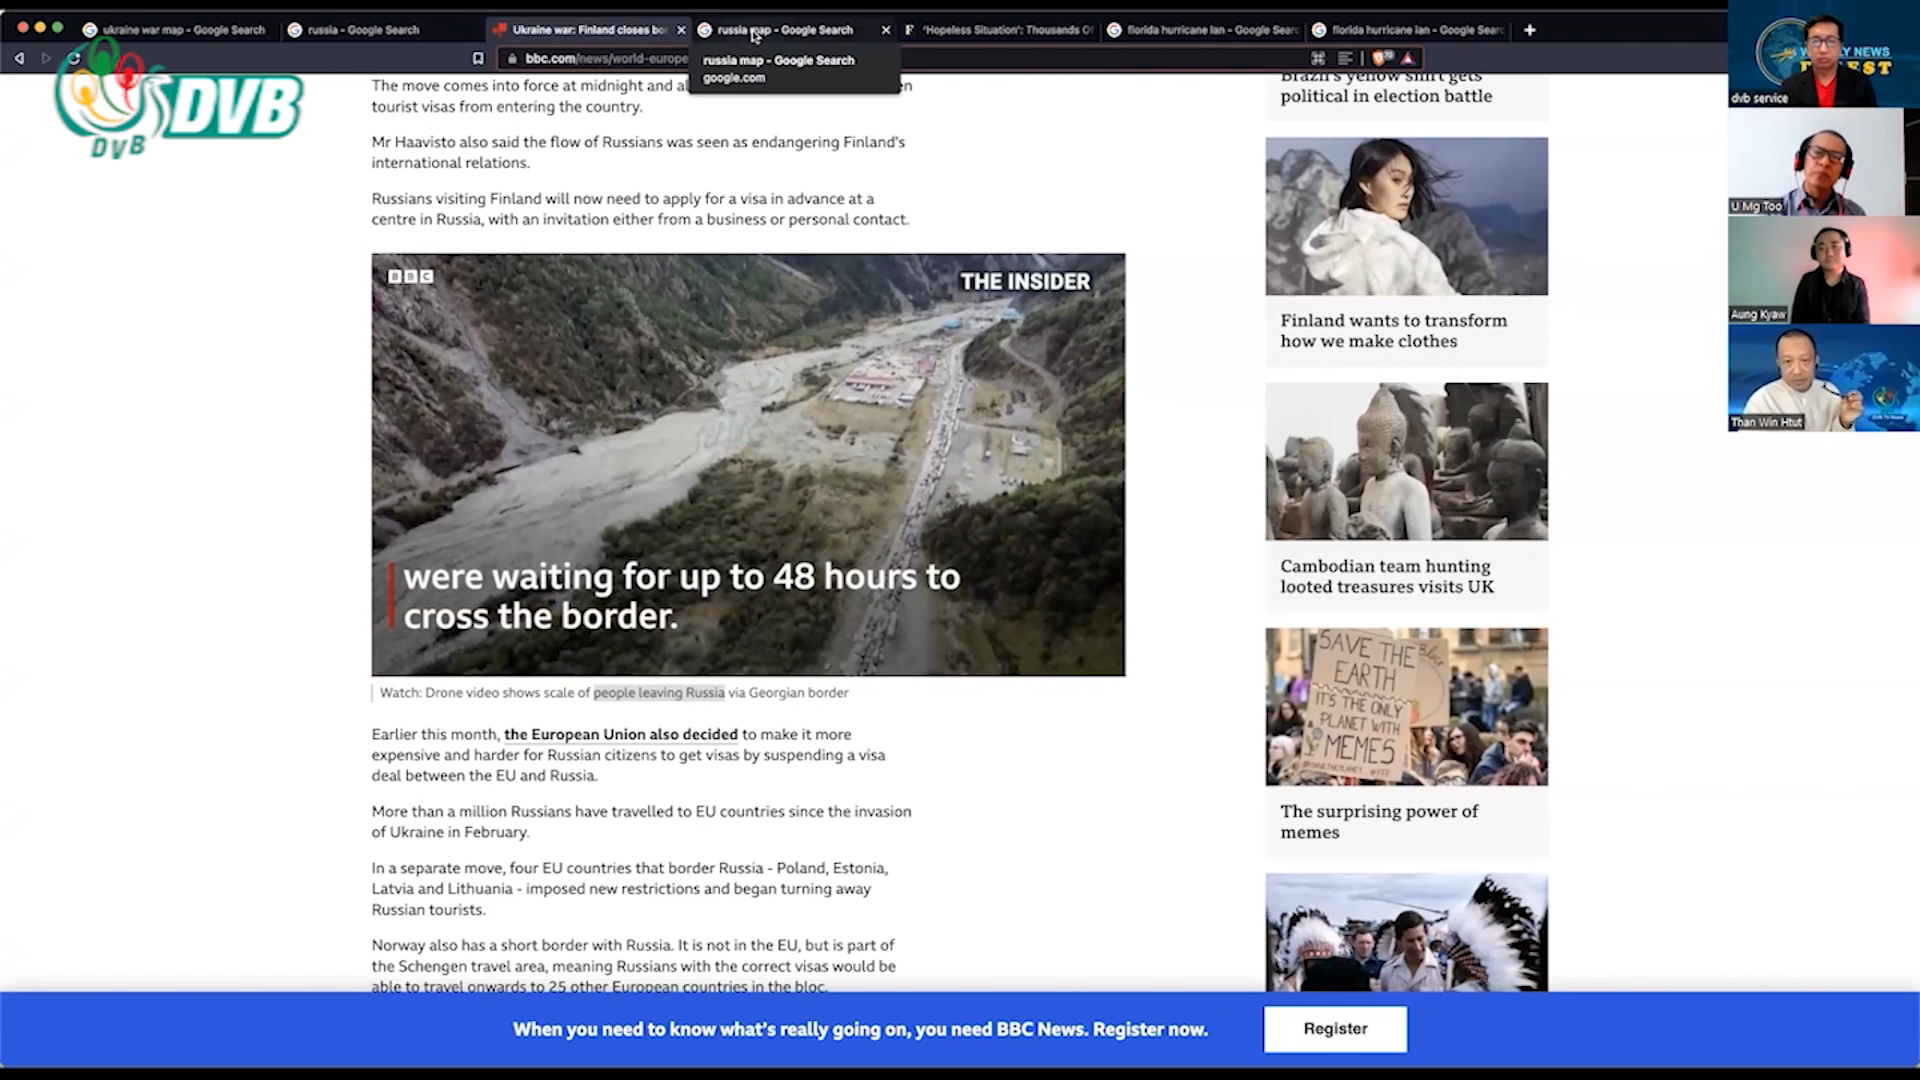 ukraine war map - Google Search
russia - Google Search
Ukraine war: Finland closes bor
russia map - Google Search
'Hopeless Situation': Thousands Of
florida hurricane Ian - Google Searc
florida hurricane Ian - Google Searc
bbc.com/news/world-europe
russia map - Google Search
google.com
DVB
DVB
The move comes into force at midnight and al
en
tourist visas from entering the country.
Mr Haavisto also said the flow of Russians was seen as endangering Finland's
international relations.
Russians visiting Finland will now need to apply for a visa in advance at a
centre in Russia, with an invitation either from a business or personal contact.
BBC
THE INSIDER
were waiting for up to 48 hours to
cross the border.
Watch: Drone video shows scale of people leaving Russia via Georgian border
Earlier this month, the European Union also decided to make it more
expensive and harder for Russian citizens to get visas by suspending a visa
deal between the EU and Russia.
More than a million Russians have travelled to EU countries since the invasion
of Ukraine in February.
In a separate move, four EU countries that border Russia - Poland, Estonia,
Latvia and Lithuania - imposed new restrictions and began turning away
Russian tourists.
Norway also has a short border with Russia. It is not in the EU, but is part of
the Schengen travel area, meaning Russians with the correct visas would be
able to travel onwards to 25 other European countries in the bloc.
Brazil's yellow shirt gets
political in election battle
Finland wants to transform
how we make clothes
Cambodian team hunting
looted treasures visits UK
SAVE THE
EARTH
IT'S THE ONLY
PLANET WITH
MEMES
The surprising power of
memes
NEWS
dvb service
U Mg Too
Aung Kyaw
Than Win Htut
When you need to know what's really going on, you need BBC News. Register now.
Register